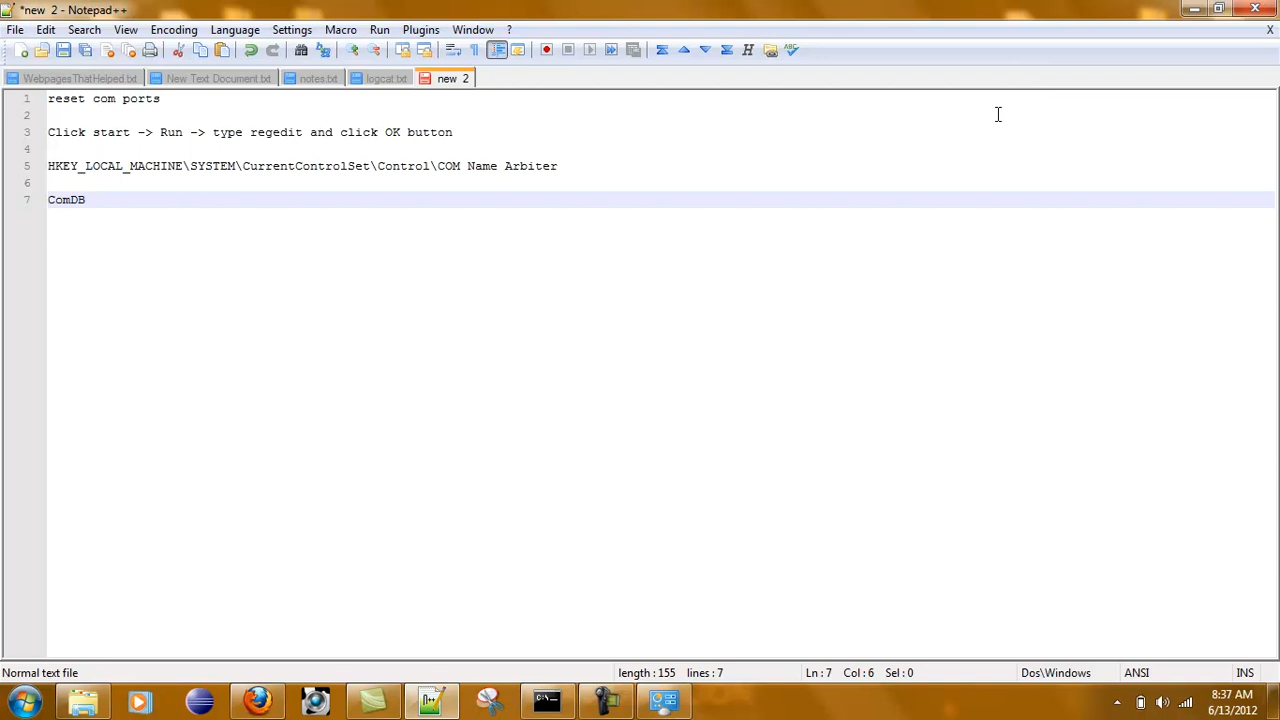 *new  2 - Notepad++
File Edit Search View Encoding Language Settings Macro Run Plugins Window ? X
WebpagesThatHelped.txt New Text Document.txt notes.txt logcat.txt new  2
1 reset com ports
2
3 Click start -> Run -> type regedit and click OK button
4
5 HKEY_LOCAL_MACHINE\SYSTEM\CurrentControlSet\Control\COM Name Arbiter
6
7 ComDB
Normal text file length : 155 lines : 7 Ln : 7 Col : 6 Sel : 0 Dos\Windows ANSI INS
8:37 AM
6/13/2012